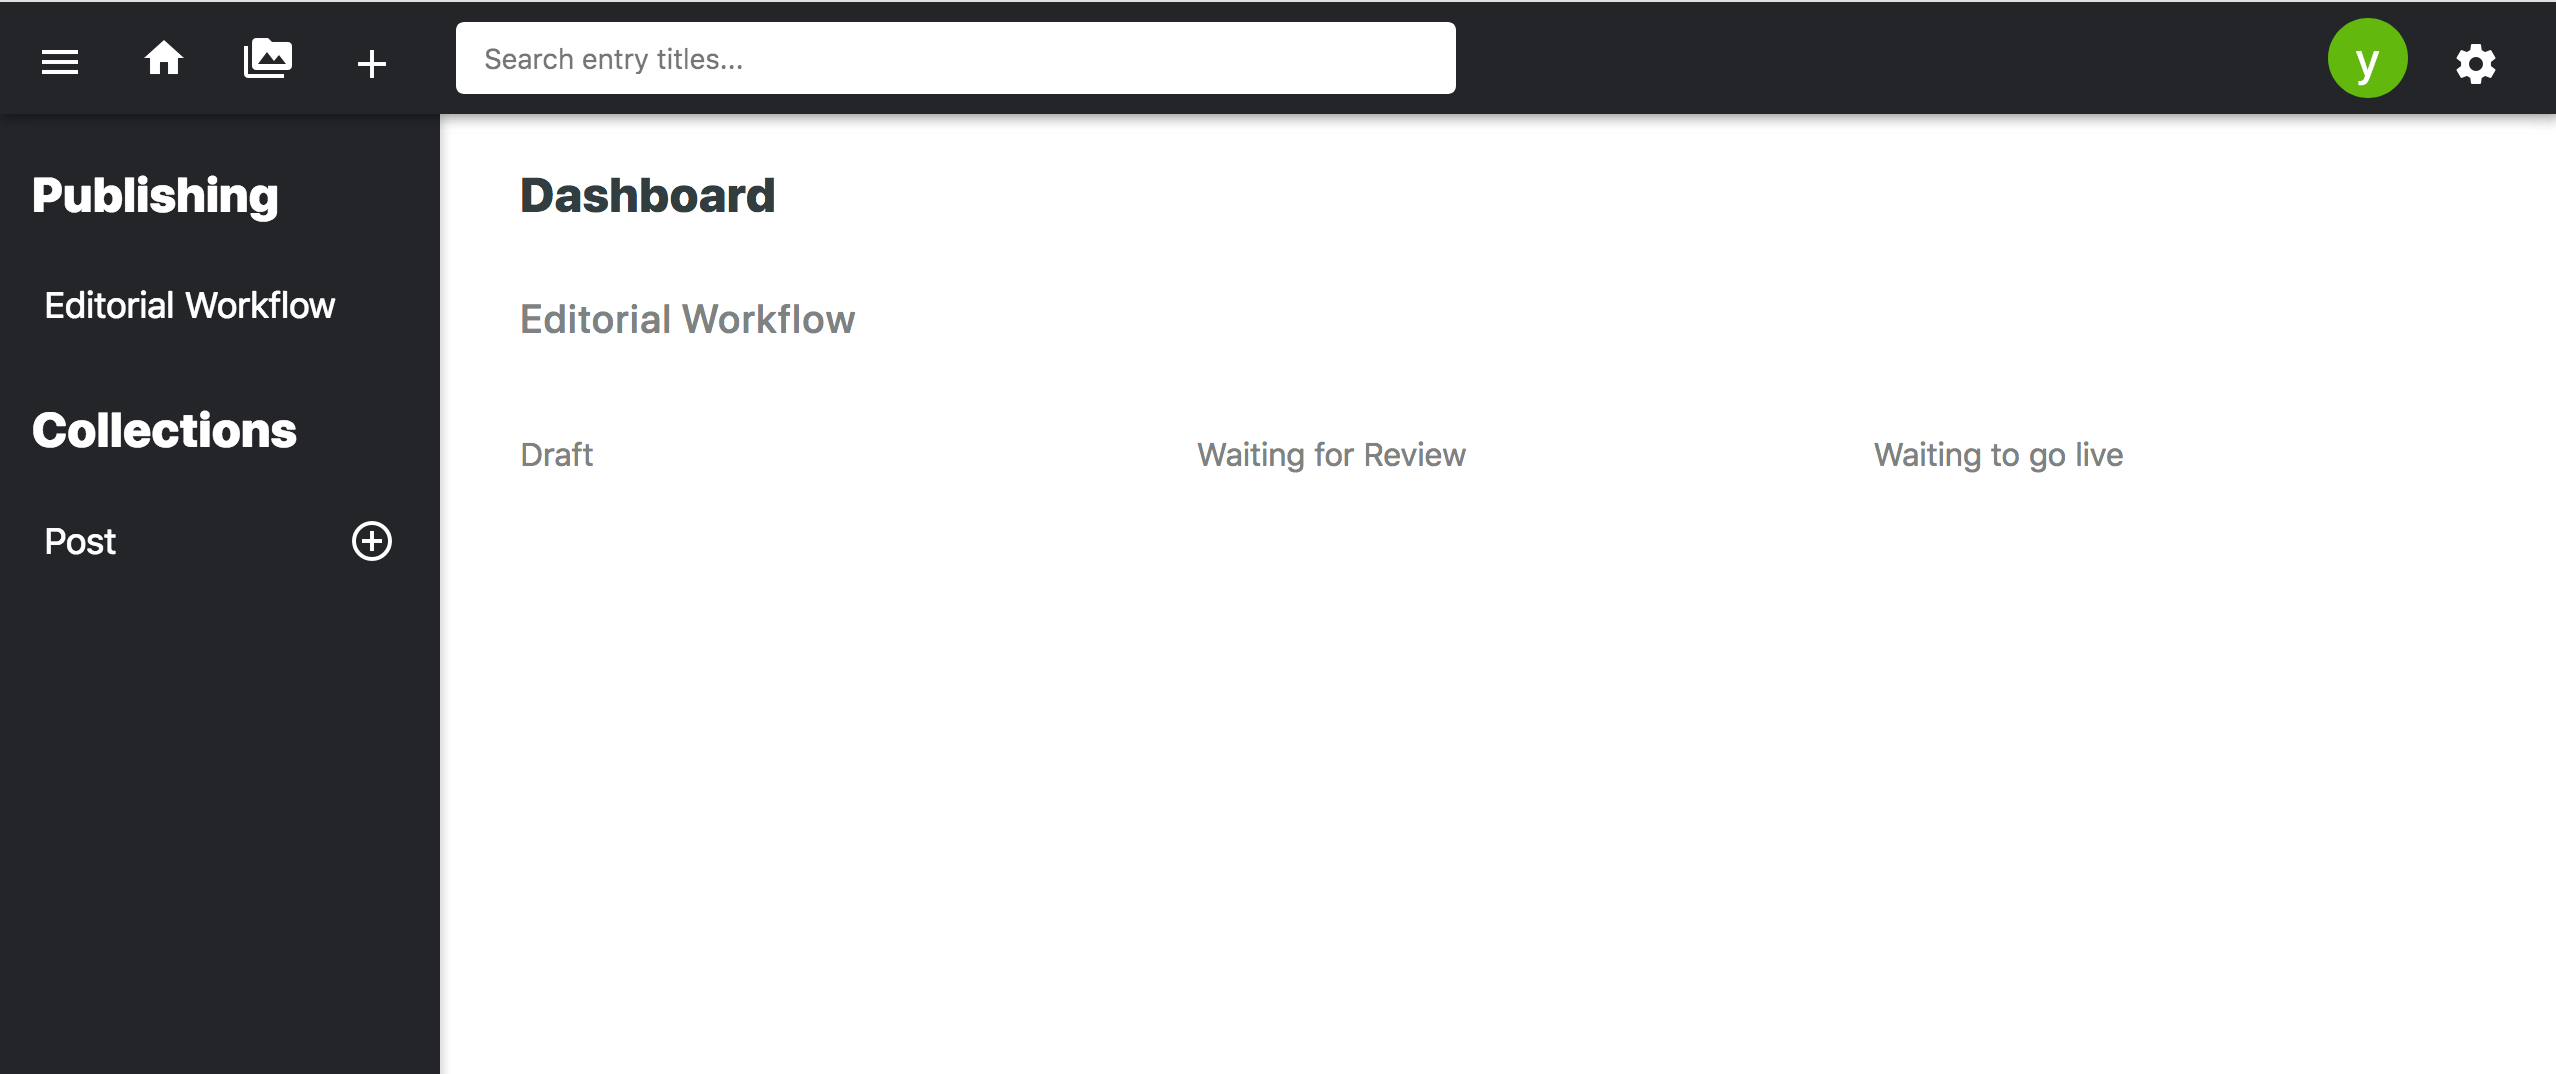 Search entry titles...
y
Publishing
Editorial Workflow
Collections
Post
Dashboard
Editorial Workflow
Draft
Waiting for Review
Waiting to go live